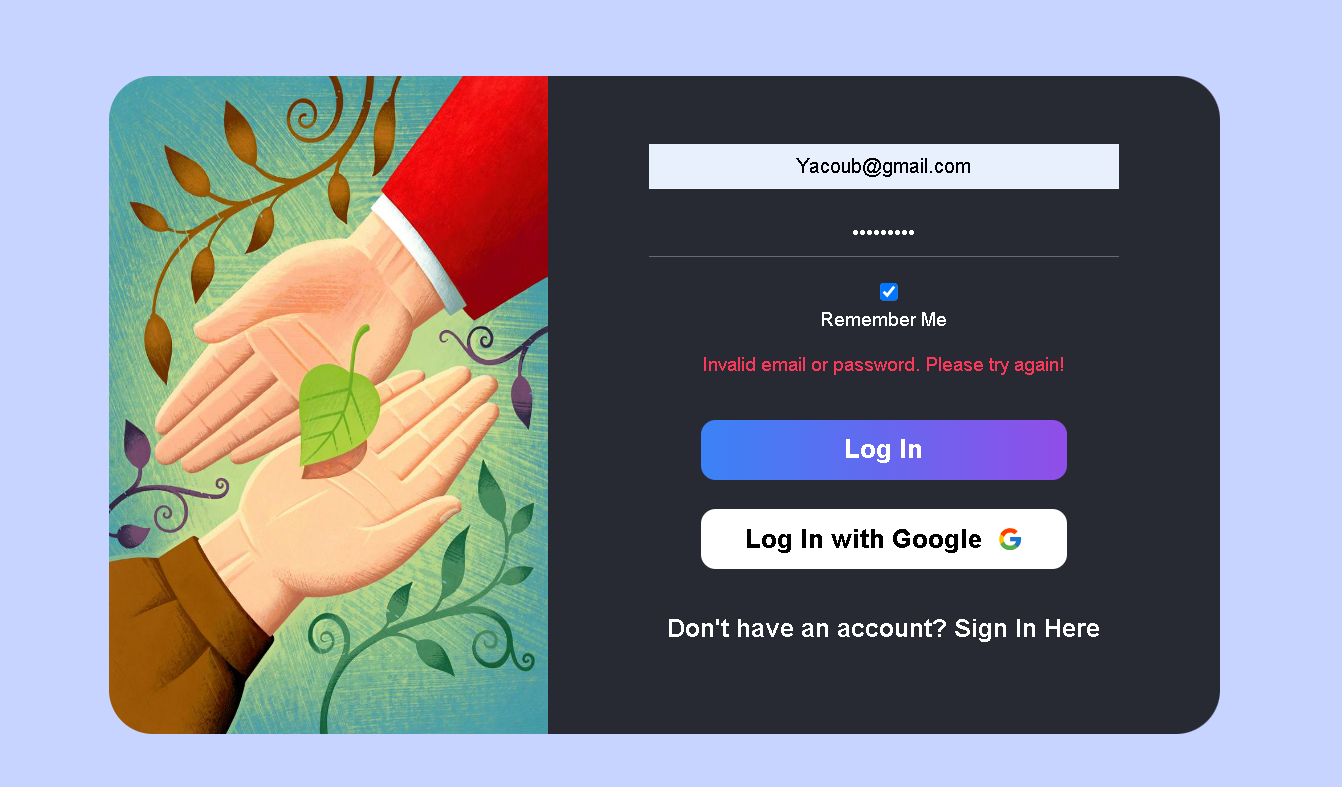 Yacoub@gmail.com
•••••••••
Remember Me
Invalid email or password. Please try again!
Log In
Log In with Google
Don't have an account? Sign In Here